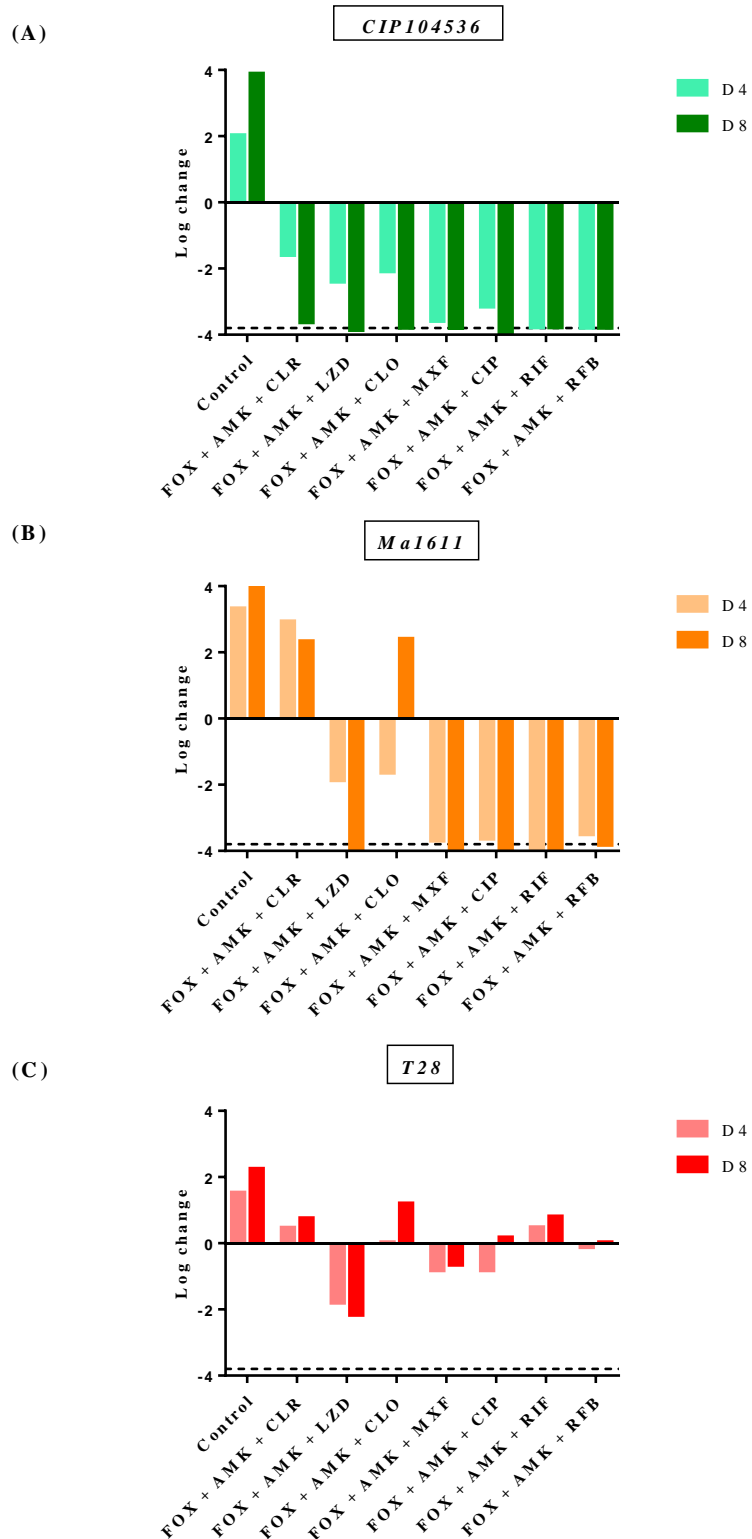 (A)
CIP104536
4
2
0
-2
-4
Log change
D 4
D 8
Control
FOX + AMK + CLR
FOX + AMK + LZD
FOX + AMK + CLO
FOX + AMK + MXF
FOX + AMK + CIP
FOX + AMK + RIF
FOX + AMK + RFB
(B)
Ma1611
4
2
0
-2
-4
Log change
D 4
D 8
Control
FOX + AMK + CLR
FOX + AMK + LZD
FOX + AMK + CLO
FOX + AMK + MXF
FOX + AMK + CIP
FOX + AMK + RIF
FOX + AMK + RFB
(C)
T28
4
2
0
-2
-4
Log change
D 4
D 8
Control
FOX + AMK + CLR
FOX + AMK + LZD
FOX + AMK + CLO
FOX + AMK + MXF
FOX + AMK + CIP
FOX + AMK + RIF
FOX + AMK + RFB